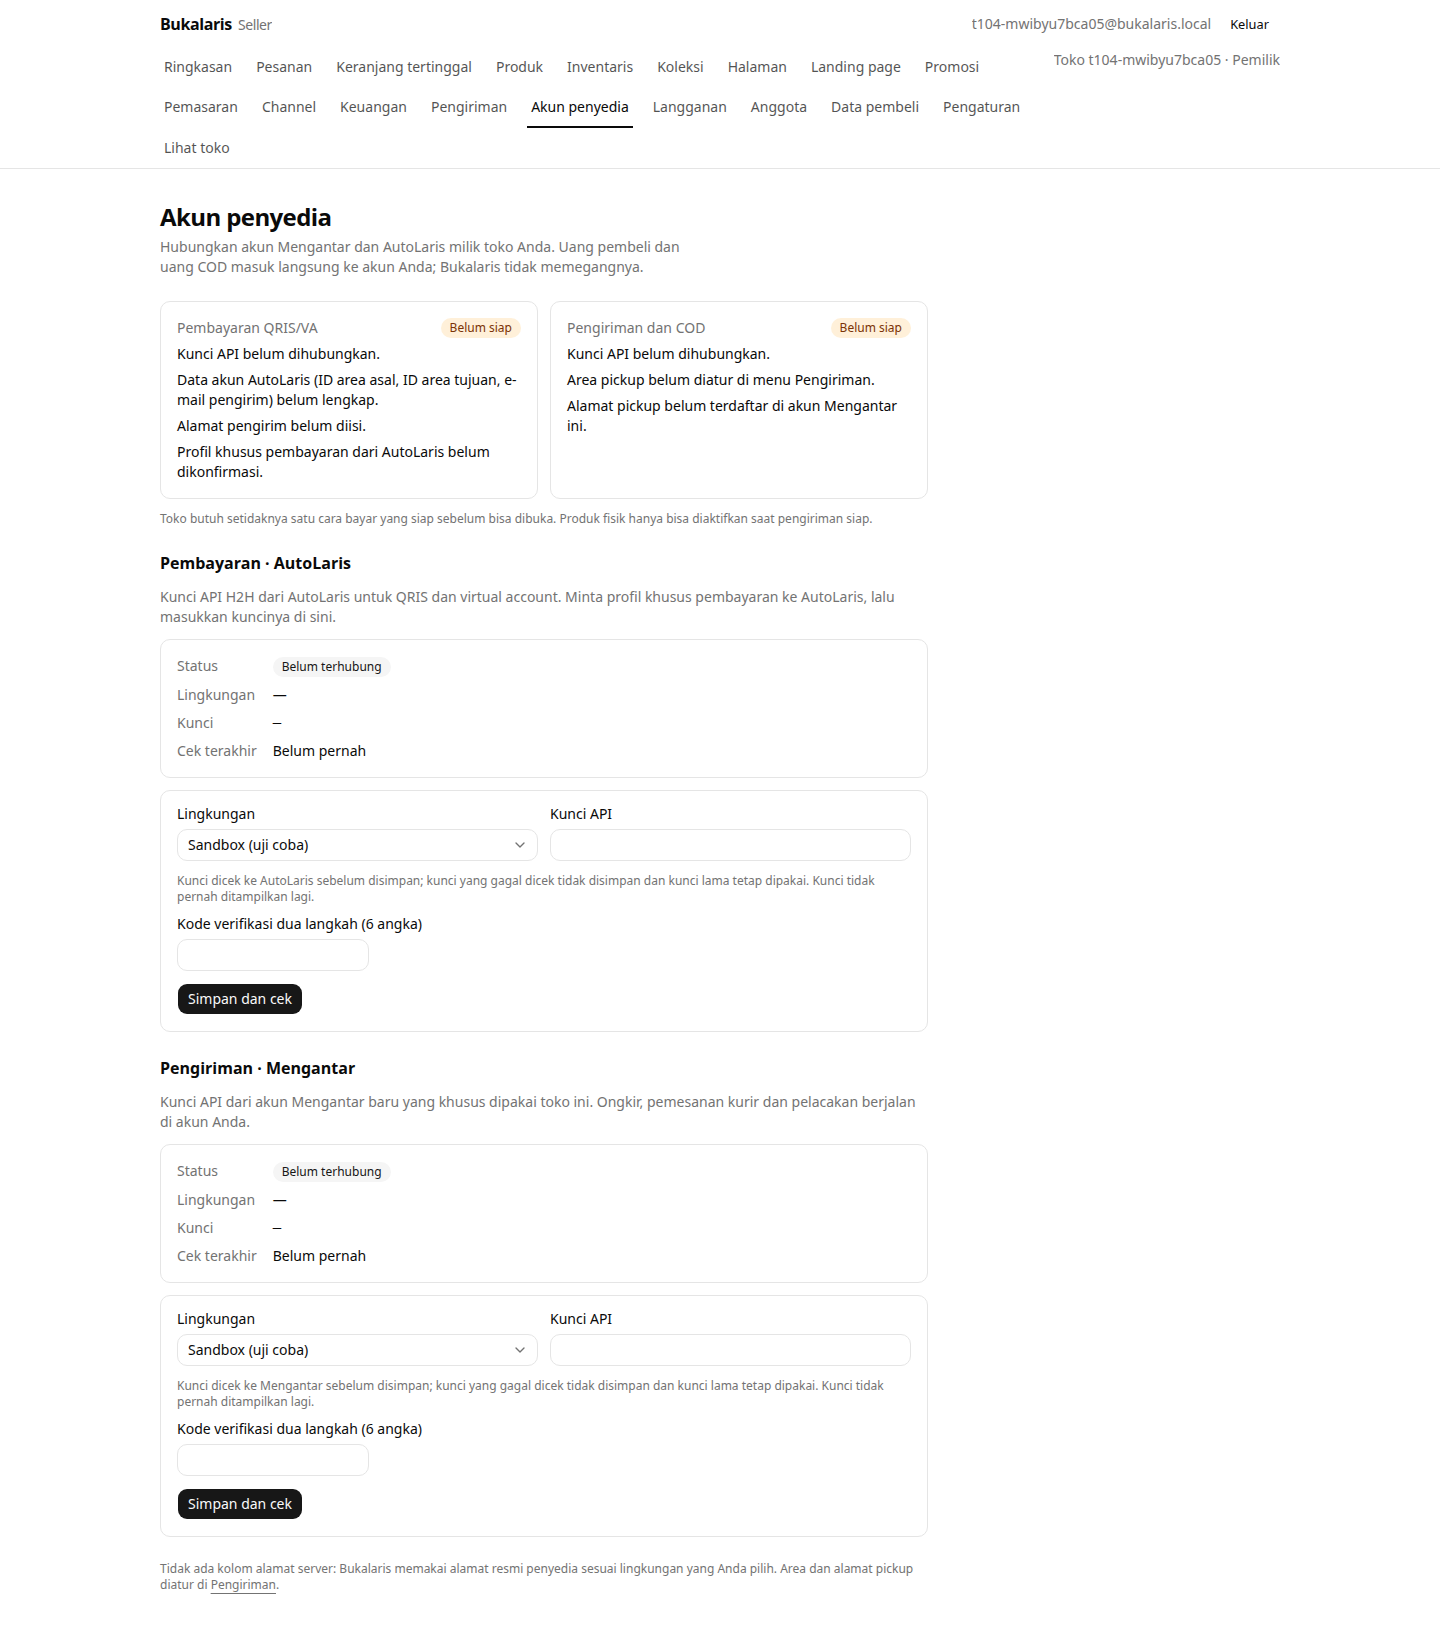 Bukalaris Seller
t104-mwibyu7bca05@bukalaris.local Keluar
Ringkasan Pesanan Keranjang tertinggal Produk Inventaris Koleksi Halaman Landing page Promosi
Toko t104-mwibyu7bca05 · Pemilik
Pemasaran Channel Keuangan Pengiriman Akun penyedia Langganan Anggota Data pembeli Pengaturan
Lihat toko
Akun penyedia
Hubungkan akun Mengantar dan AutoLaris milik toko Anda. Uang pembeli dan
uang COD masuk langsung ke akun Anda; Bukalaris tidak memegangnya.
Pembayaran QRIS/VA Belum siap
Kunci API belum dihubungkan.
Data akun AutoLaris (ID area asal, ID area tujuan, e-
mail pengirim) belum lengkap.
Alamat pengirim belum diisi.
Profil khusus pembayaran dari AutoLaris belum
dikonfirmasi.
Pengiriman dan COD Belum siap
Kunci API belum dihubungkan.
Area pickup belum diatur di menu Pengiriman.
Alamat pickup belum terdaftar di akun Mengantar
ini.
Toko butuh setidaknya satu cara bayar yang siap sebelum bisa dibuka. Produk fisik hanya bisa diaktifkan saat pengiriman siap.
Pembayaran · AutoLaris
Kunci API H2H dari AutoLaris untuk QRIS dan virtual account. Minta profil khusus pembayaran ke AutoLaris, lalu
masukkan kuncinya di sini.
Status Belum terhubung
Lingkungan —
Kunci —
Cek terakhir Belum pernah
Lingkungan Kunci API
Sandbox (uji coba)
Kunci dicek ke AutoLaris sebelum disimpan; kunci yang gagal dicek tidak disimpan dan kunci lama tetap dipakai. Kunci tidak
pernah ditampilkan lagi.
Kode verifikasi dua langkah (6 angka)
Simpan dan cek
Pengiriman · Mengantar
Kunci API dari akun Mengantar baru yang khusus dipakai toko ini. Ongkir, pemesanan kurir dan pelacakan berjalan
di akun Anda.
Status Belum terhubung
Lingkungan —
Kunci —
Cek terakhir Belum pernah
Lingkungan Kunci API
Sandbox (uji coba)
Kunci dicek ke Mengantar sebelum disimpan; kunci yang gagal dicek tidak disimpan dan kunci lama tetap dipakai. Kunci tidak
pernah ditampilkan lagi.
Kode verifikasi dua langkah (6 angka)
Simpan dan cek
Tidak ada kolom alamat server: Bukalaris memakai alamat resmi penyedia sesuai lingkungan yang Anda pilih. Area dan alamat pickup
diatur di Pengiriman.